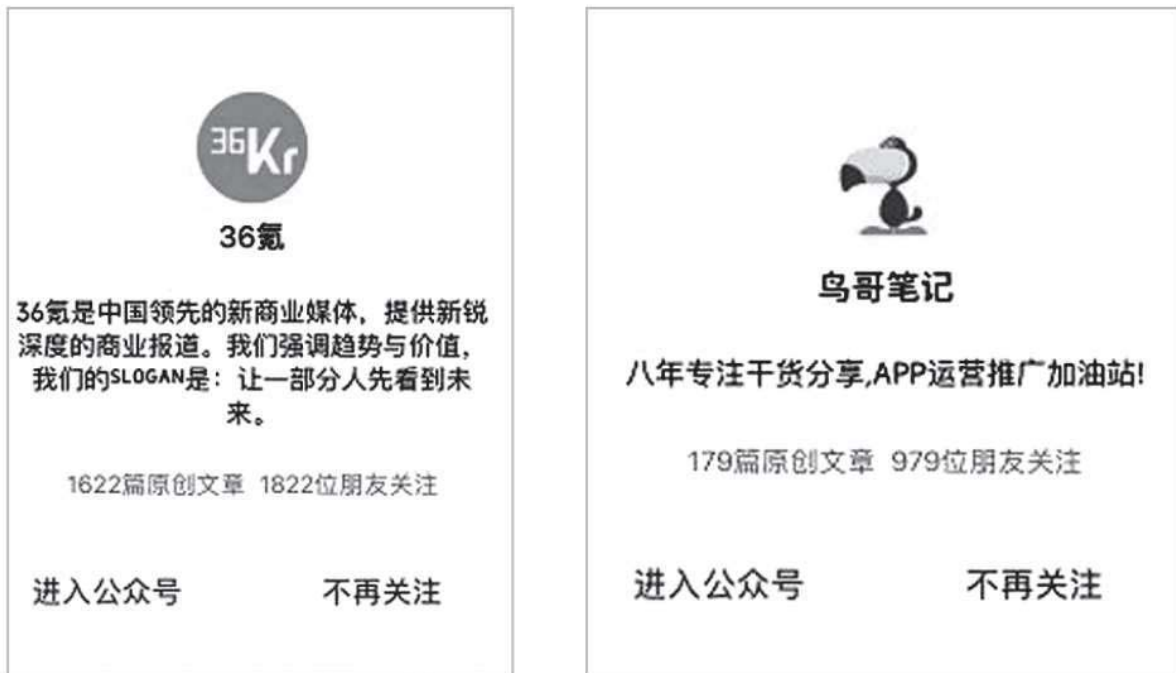 36Kr
36氪
36氪是中国领先的新商业媒体，提供新锐
深度的商业报道。我们强调趋势与价值，
我们的SLOGAN是：让一部分人先看到未
来。
1622篇原创文章 1822位朋友关注
进入公众号 不再关注
鸟哥笔记
八年专注干货分享,APP运营推广加油站!
179篇原创文章 979位朋友关注
进入公众号 不再关注